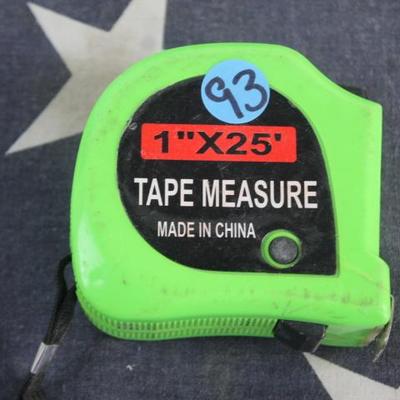 93
1"X25'
TAPE MEASURE
MADE IN CHINA